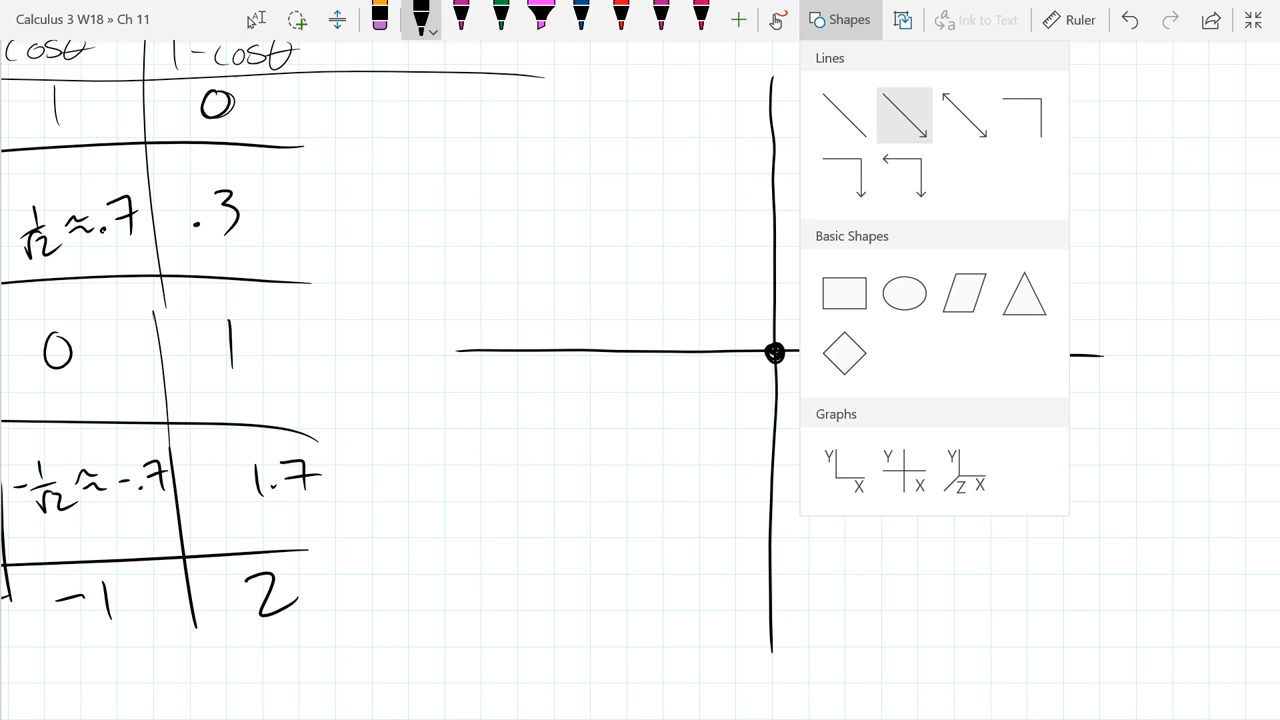 Calculus 3 W18 » Ch 11
Shapes
Ink to Text
Ruler
Lines
Basic Shapes
Graphs
Y X
Y X
Y Z X
cosθ 1-cosθ
1 0
1/√2 ≈ .7 .3
0 1
-1/√2 ≈ -.7 1.7
-1 2